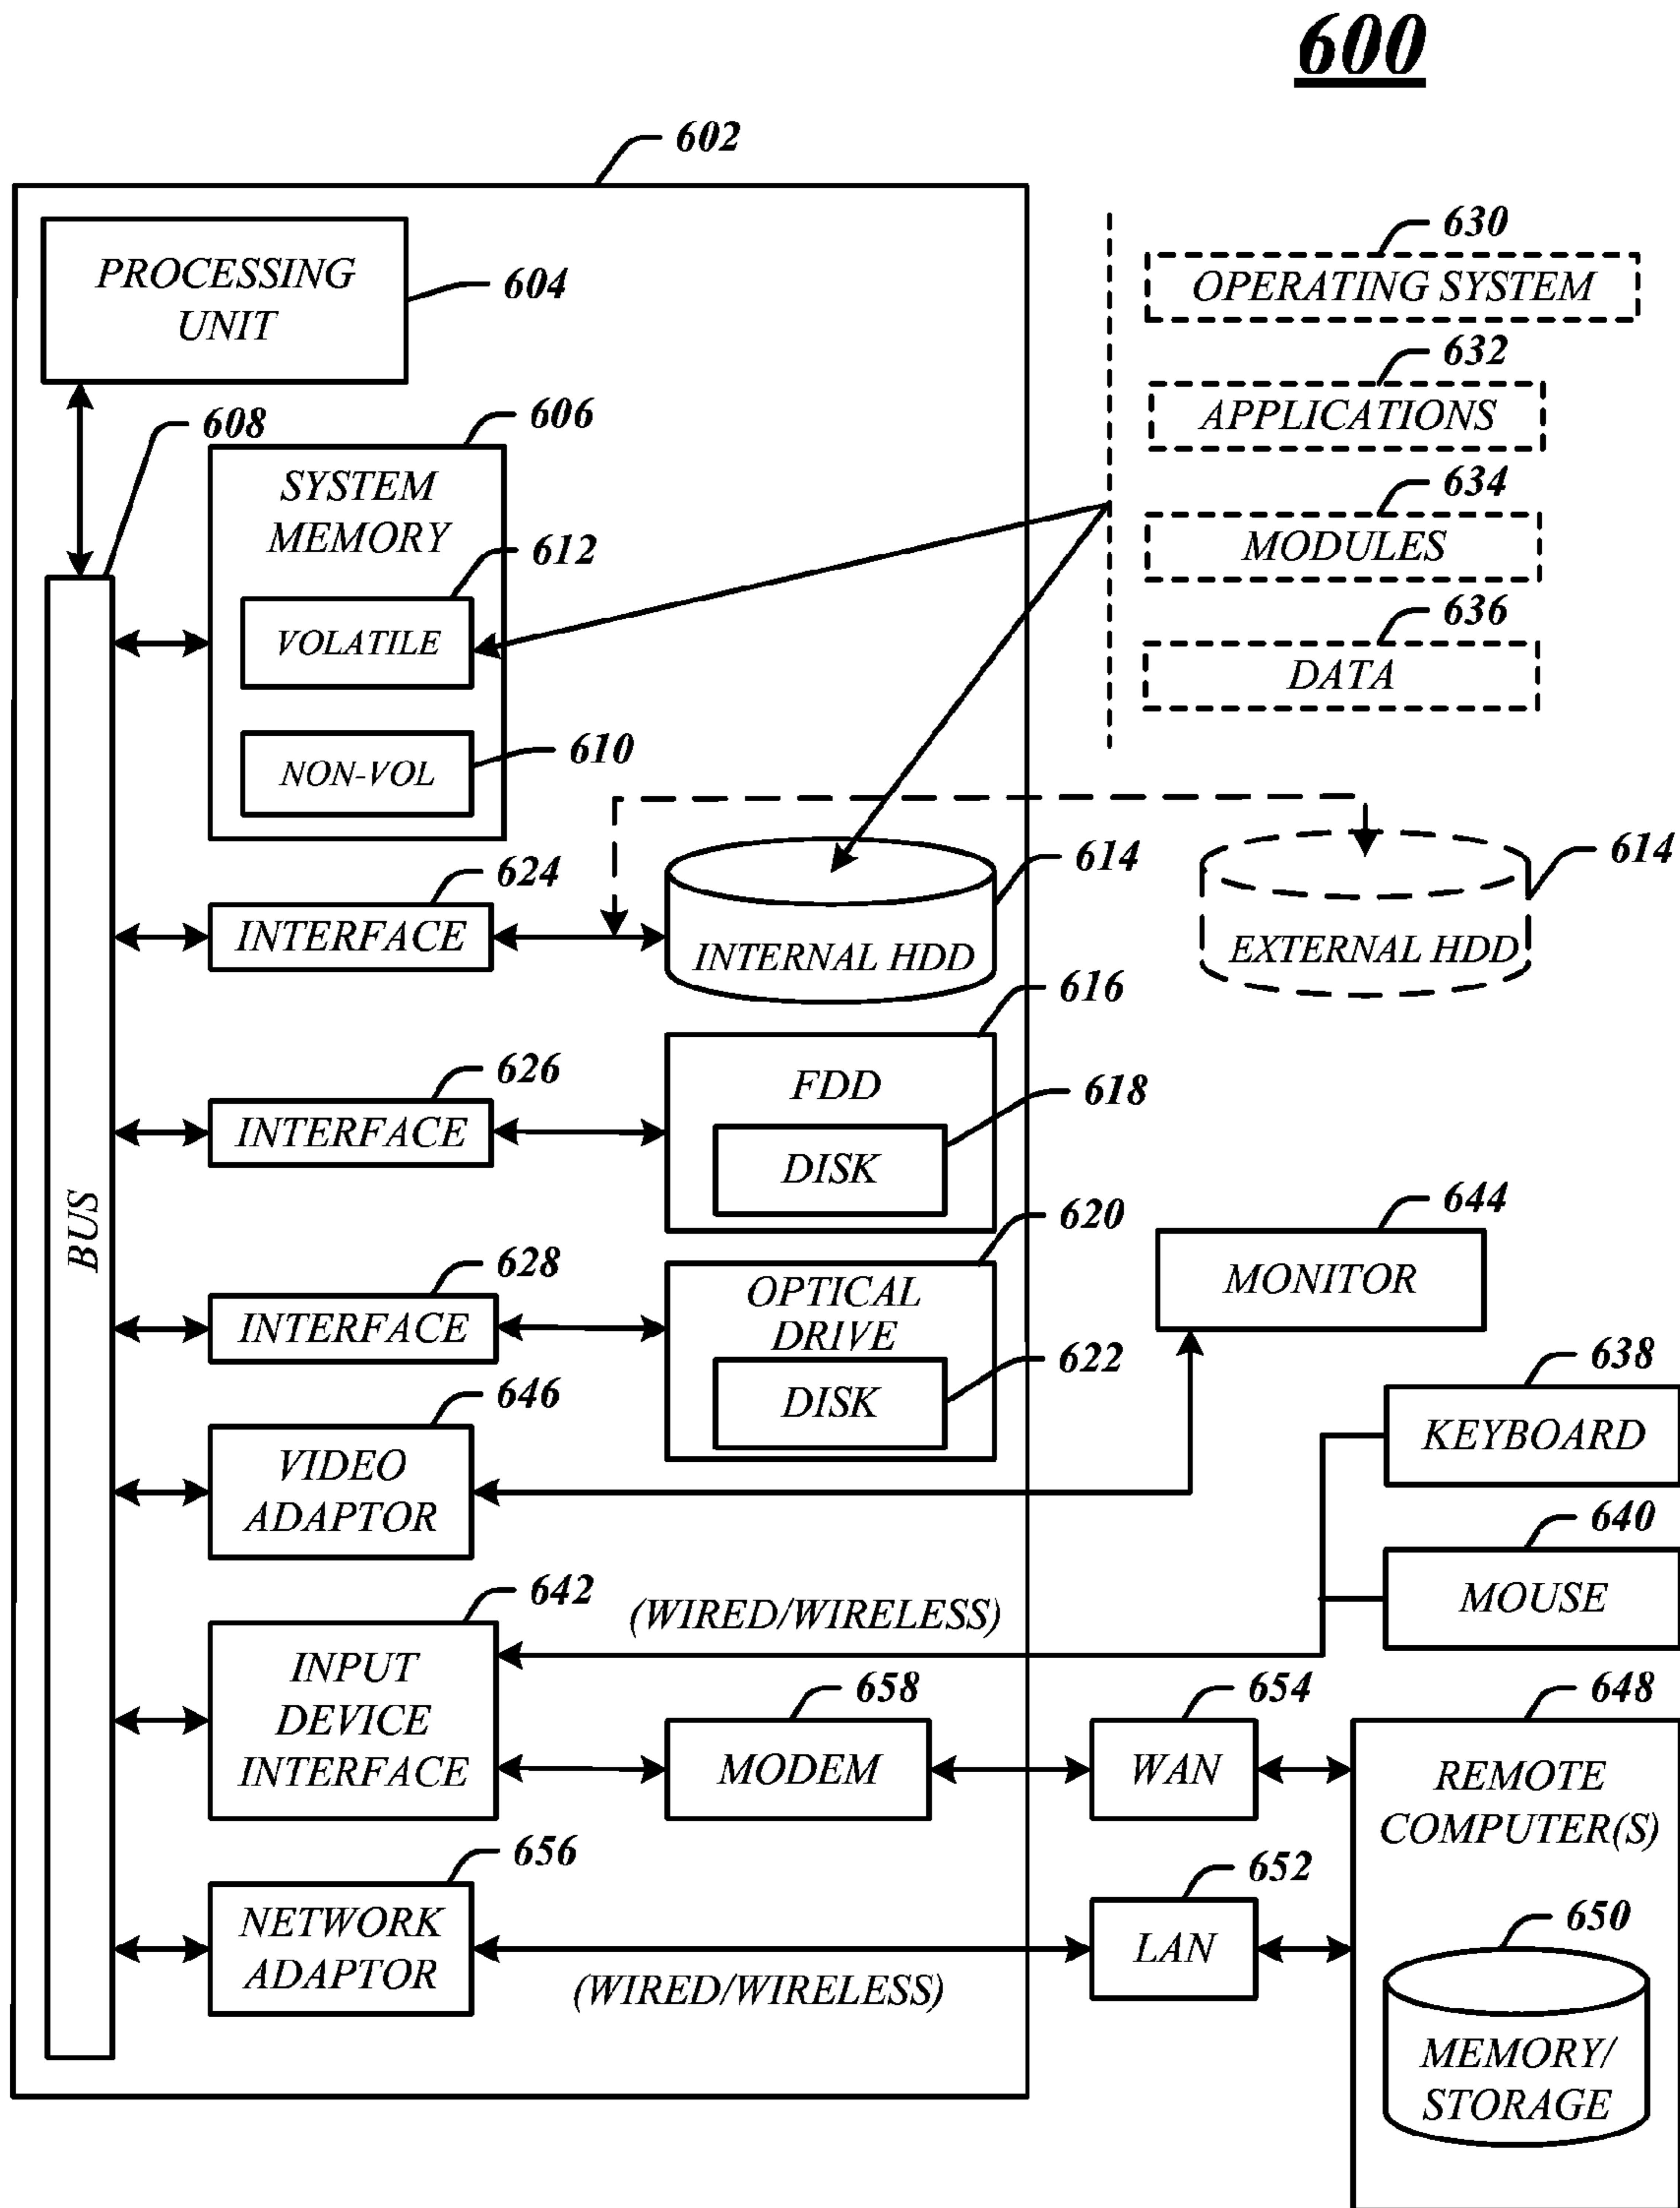 600
602
PROCESSING
UNIT
604
630
OPERATING SYSTEM
632
APPLICATIONS
634
MODULES
636
DATA
608
606
SYSTEM
MEMORY
612
VOLATILE
610
NON-VOL
BUS
624
INTERFACE
614
INTERNAL HDD
614
EXTERNAL HDD
616
FDD
618
DISK
626
INTERFACE
620
OPTICAL
DRIVE
622
DISK
628
INTERFACE
644
MONITOR
646
VIDEO
ADAPTOR
638
KEYBOARD
640
MOUSE
642
INPUT
DEVICE
INTERFACE
(WIRED/WIRELESS)
658
MODEM
654
WAN
648
REMOTE
COMPUTER(S)
656
NETWORK
ADAPTOR
(WIRED/WIRELESS)
652
LAN
650
MEMORY/
STORAGE